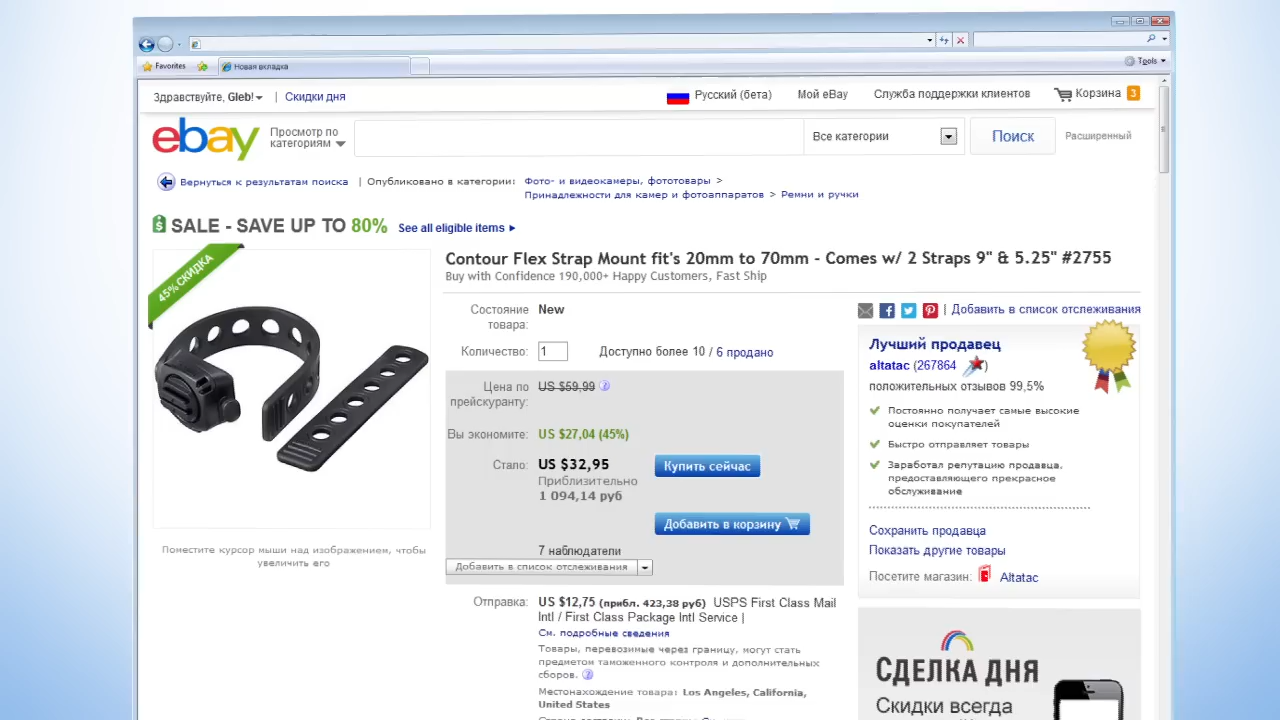 Favorites
Новая вкладка
Tools
Здравствуйте, Gleb! | Скидки дня
Русский (бета) Мой eBay Служба поддержки клиентов Корзина 3
ebay
Просмотр по
категориям
Все категории
Поиск
Расширенный
Вернуться к результатам поиска | Опубликовано в категории: Фото- и видеокамеры, фототовары >
Принадлежности для камер и фотоаппаратов > Ремни и ручки
SALE - SAVE UP TO 80% See all eligible items
45% СКИДКА
Contour Flex Strap Mount fit's 20mm to 70mm - Comes w/ 2 Straps 9" & 5.25" #2755
Buy with Confidence 190,000+ Happy Customers, Fast Ship
Состояние
товара:
New
Количество: 1 Доступно более 10 / 6 продано
Цена по
прейскуранту:
US $59,99
Вы экономите: US $27,04 (45%)
Стало: US $32,95
Приблизительно
1 094,14 руб
Купить сейчас
Добавить в корзину
7 наблюдатели
Добавить в список отслеживания
Поместите курсор мыши над изображением, чтобы
увеличить его
Отправка: US $12,75 (прибл. 423,38 руб) USPS First Class Mail
Intl / First Class Package Intl Service |
См. подробные сведения
Товары, перевозимые через границу, могут стать
предметом таможенного контроля и дополнительных
сборов.
Местонахождение товара: Los Angeles, California,
United States
| Добавить в список отслеживания
Лучший продавец
altatac (267864 )
положительных отзывов 99,5%
Постоянно получает самые высокие
оценки покупателей
Быстро отправляет товары
Заработал репутацию продавца,
предоставляющего прекрасное
обслуживание
Сохранить продавца
Показать другие товары
Посетите магазин: Altatac
СДЕЛКА ДНЯ
Скидки всегда